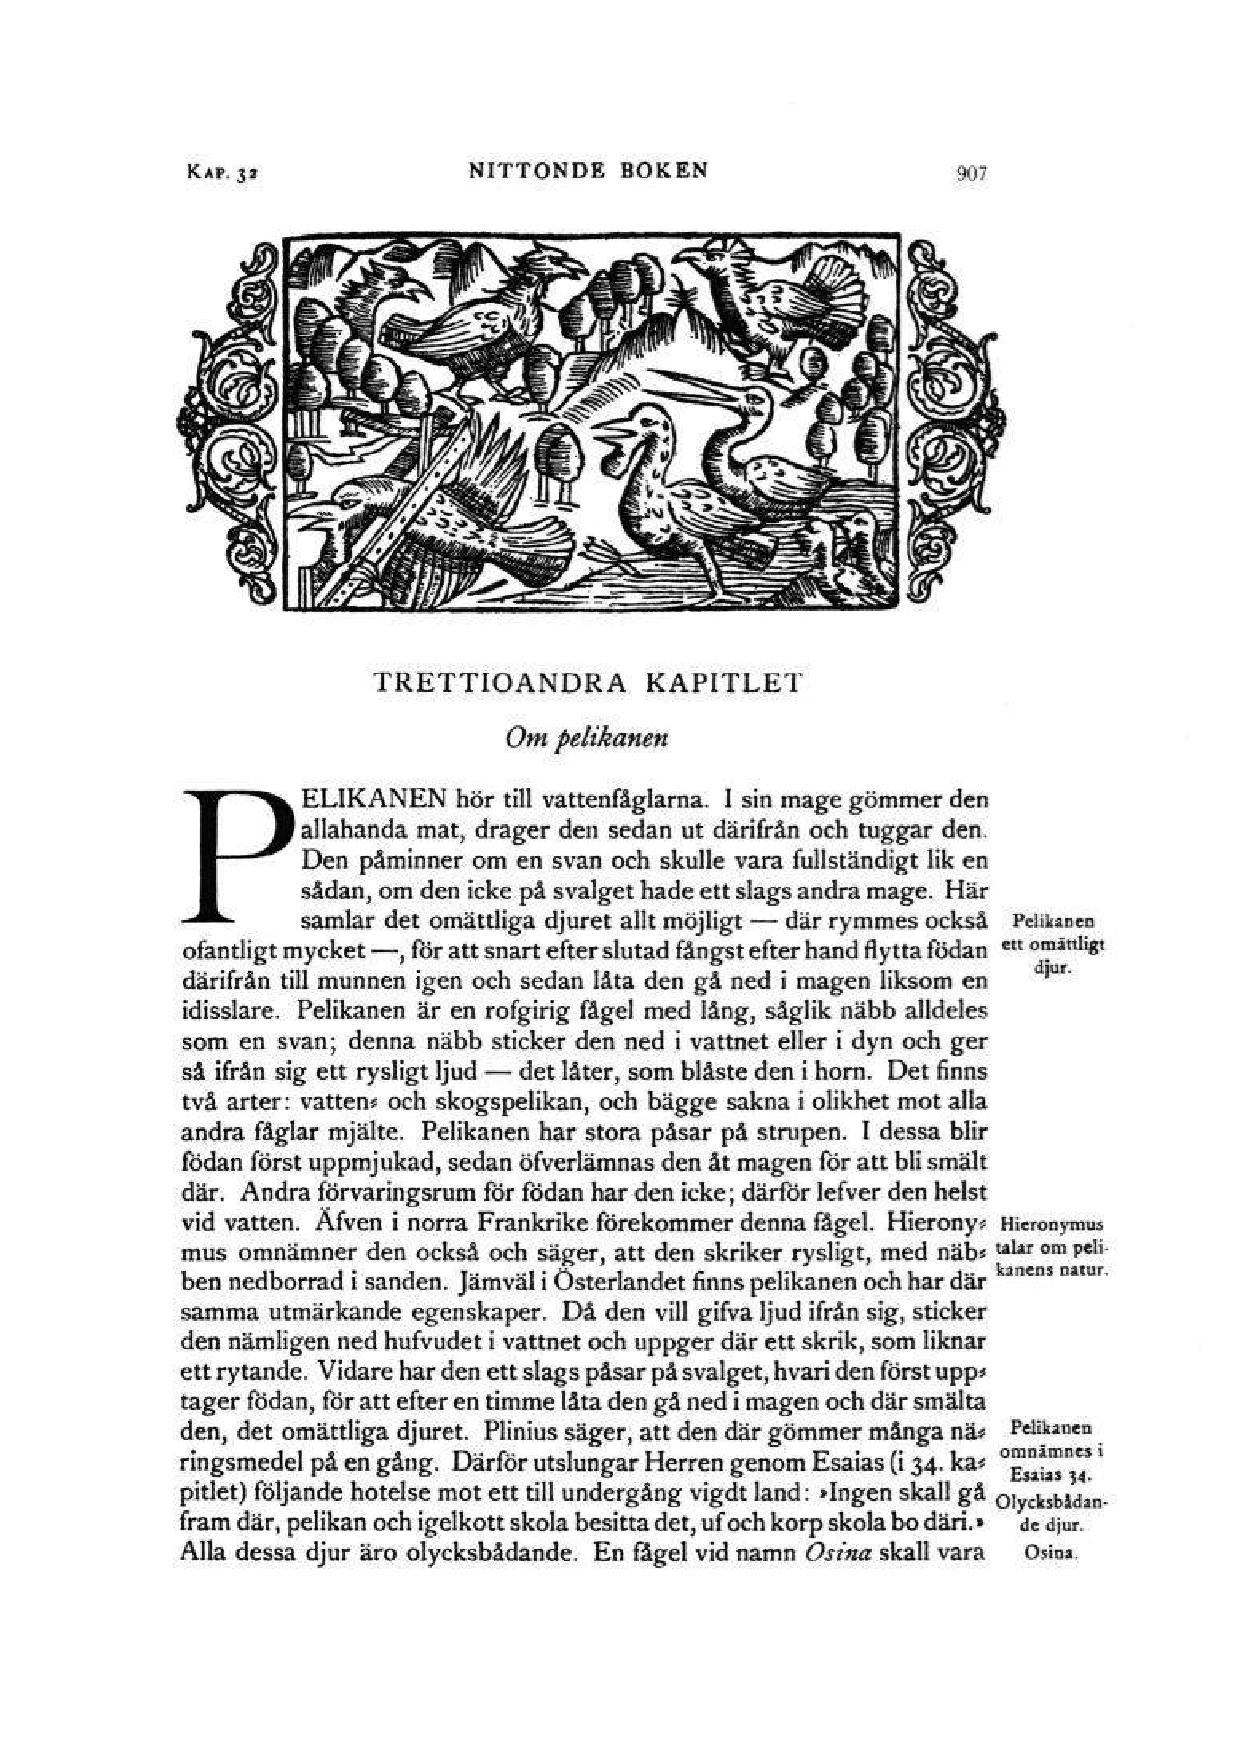 KAP. 32 NITTONDE BOKEN 907
TRETTIOANDRA KAPITLET
Om pelikanen
PELIKANEN hör till vattenfåglarna. I sin mage gömmer den
allahanda mat, drager den sedan ut därifrån och tuggar den.
Den påminner om en svan och skulle vara fullständigt lik en
sådan, om den icke på svalget hade ett slags andra mage. Här
samlar det omättliga djuret allt möjligt — där rymmes också
ofantligt mycket —, för att snart efter slutad fångst efter hand flytta födan
därifrån till munnen igen och sedan låta den gå ned i magen liksom en
idisslare. Pelikanen är en rofgirig fågel med lång, såglik näbb alldeles
som en svan; denna näbb sticker den ned i vattnet eller i dyn och ger
så ifrån sig ett rysligt ljud — det låter, som blåste den i horn. Det finns
två arter: vatten- och skogspelikan, och bägge sakna i olikhet mot alla
andra fåglar mjälte. Pelikanen har stora påsar på strupen. I dessa blir
födan först uppmjukad, sedan öfverlämnas den åt magen för att bli smält
där. Andra förvaringsrum för födan har den icke; därför lefver den helst
vid vatten. Äfven i norra Frankrike förekommer denna fågel. Hierony-
mus omnämner den också och säger, att den skriker rysligt, med näb-
ben nedborrad i sanden. Jämväl i Österlandet finns pelikanen och har där
samma utmärkande egenskaper. Då den vill gifva ljud ifrån sig, sticker
den nämligen ned hufvudet i vattnet och uppger där ett skrik, som liknar
ett rytande. Vidare har den ett slags påsar på svalget, hvari den först upp-
tager födan, för att efter en timme låta den gå ned i magen och där smälta
den, det omättliga djuret. Plinius säger, att den där gömmer många nä-
ringsmedel på en gång. Därför utslungar Herren genom Esaias (i 34. ka-
pitlet) följande hotelse mot ett till undergång vigdt land: »Ingen skall gå
fram där, pelikan och igelkott skola besitta det, uf och korp skola bo däri.»
Alla dessa djur äro olycksbådande. En fågel vid namn Osina skall vara
Pelikanen
ett omättligt
djur.
Hieronymus
talar om peli-
kanens natur.
Pelikanen
omnämnes i
Esaias 34.
Olycksbådan-
de djur.
Osina.